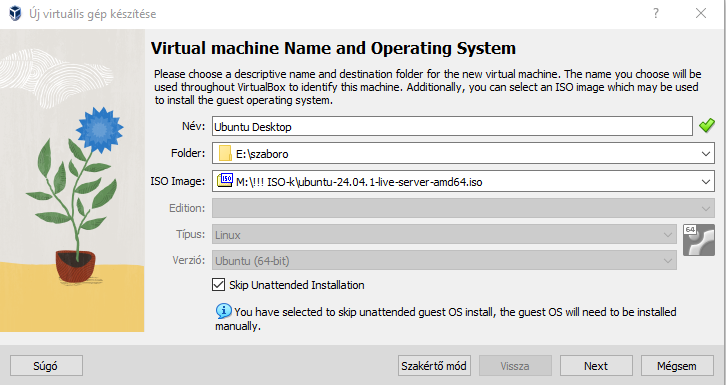 Új virtuális gép készítése
Virtual machine Name and Operating System
Please choose a descriptive name and destination folder for the new virtual machine. The name you choose will be
used throughout VirtualBox to identify this machine. Additionally, you can select an ISO image which may be used
to install the guest operating system.
Név: Ubuntu Desktop
Folder: E:\szaboro
ISO Image: ISO M:\!!! ISO-k\ubuntu-24.04.1-live-server-amd64.iso
Edition:
Típus: Linux
64
Verzió: Ubuntu (64-bit)
Skip Unattended Installation
You have selected to skip unattended guest OS install, the guest OS will need to be installed
manually.
Súgó Szakértő mód Vissza Next Mégsem